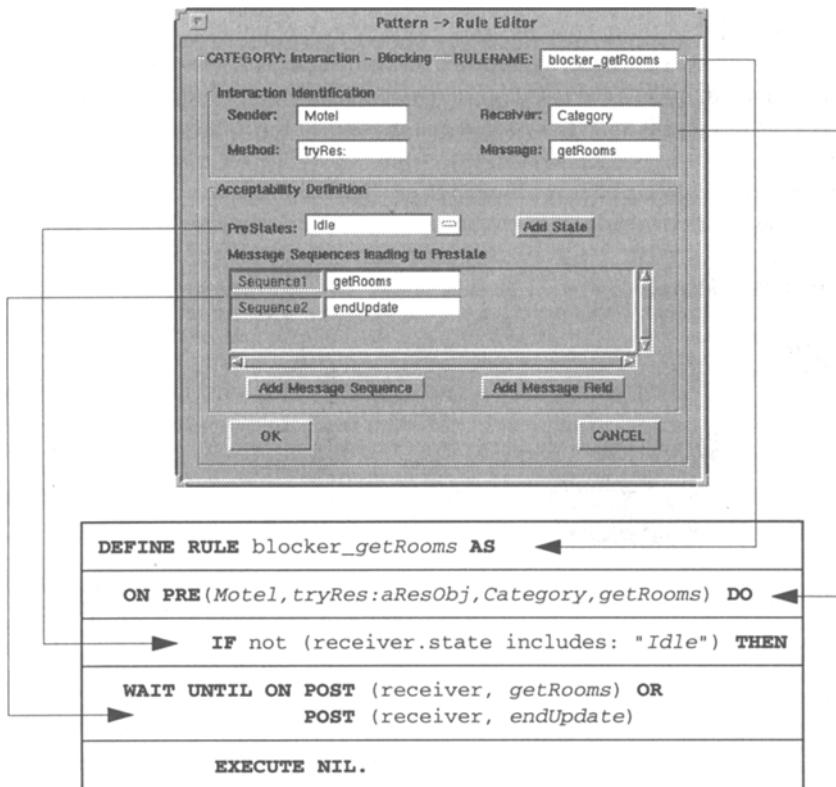 Pattern -> Rule Editor
CATEGORY: Interaction - Blocking RULENAME: blocker_getRooms
Interaction Identification
Sender: Motel Receiver: Category
Method: tryRes: Message: getRooms
Acceptability Definition
PreStates: Idle Add State
Message Sequences leading to Prestate
Sequence1 getRooms
Sequence2 endUpdate
Add Message Sequence Add Message Field
OK CANCEL
DEFINE RULE blocker_getRooms AS
ON PRE(Motel,tryRes:aResObj,Category,getRooms) DO
IF not (receiver.state includes: "Idle") THEN
WAIT UNTIL ON POST (receiver, getRooms) OR
POST (receiver, endUpdate)
EXECUTE NIL.